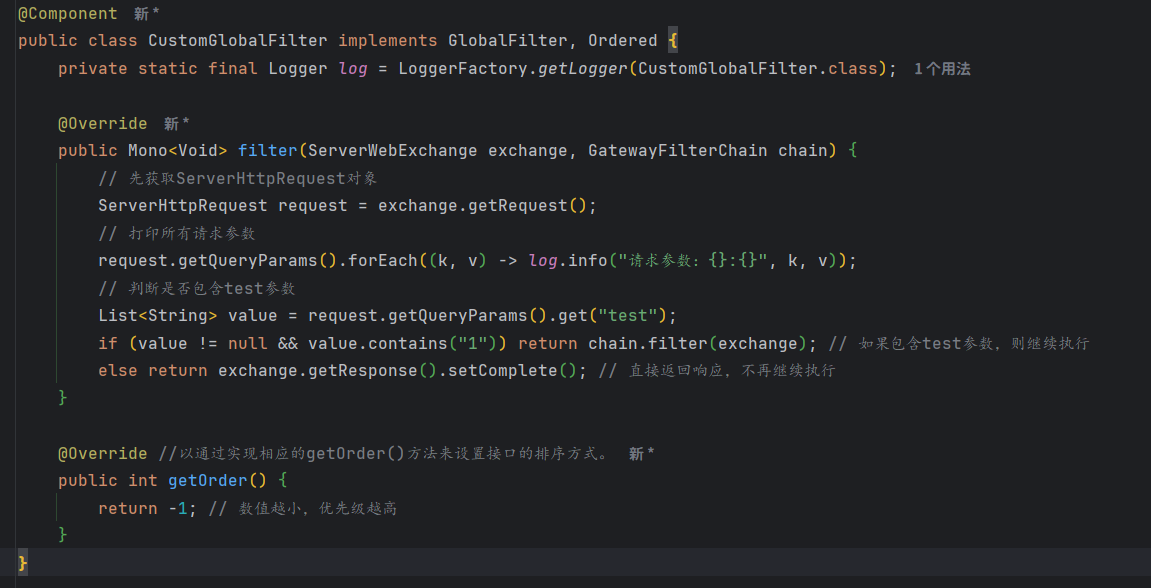 @Component 新 *
public class CustomGlobalFilter implements GlobalFilter, Ordered {
    private static final Logger log = LoggerFactory.getLogger(CustomGlobalFilter.class); 1个用法
    @Override 新 *
    public Mono<Void> filter(ServerWebExchange exchange, GatewayFilterChain chain) {
        // 先获取ServerHttpRequest对象
        ServerHttpRequest request = exchange.getRequest();
        // 打印所有请求参数
        request.getQueryParams().forEach((k, v) -> log.info("请求参数：{}:{}", k, v));
        // 判断是否包含test参数
        List<String> value = request.getQueryParams().get("test");
        if (value != null && value.contains("1")) return chain.filter(exchange); // 如果包含test参数，则继续执行
        else return exchange.getResponse().setComplete(); // 直接返回响应，不再继续执行
    }
    @Override //以通过实现相应的getOrder()方法来设置接口的排序方式。 新 *
    public int getOrder() {
        return -1; // 数值越小，优先级越高
    }
}